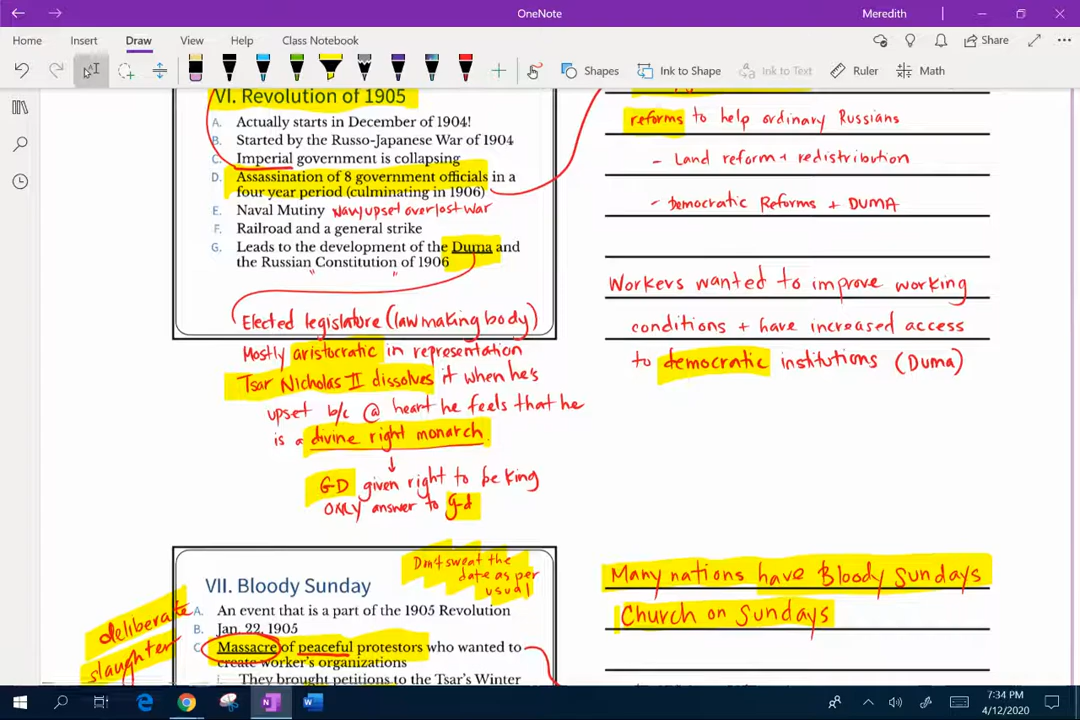 OneNote
Meredith
Home Insert Draw View Help Class Notebook
Share
Shapes Ink to Shape Ink to Text Ruler Math
VI. Revolution of 1905
A. Actually starts in December of 1904!
B. Started by the Russo-Japanese War of 1904
C. Imperial government is collapsing
D. Assassination of 8 government officials in a
four year period (culminating in 1906)
E. Naval Mutiny Navy upset over lost war
F. Railroad and a general strike
G. Leads to the development of the Duma and
the Russian "Constitution" of 1906
Elected legislature (lawmaking body)
Mostly aristocratic in representation
Tsar Nicholas II dissolves it when he's
upset b/c @ heart he feels that he
is a divine right monarch.
G-D given right to be king
ONLY answer to g-d
reforms to help ordinary Russians
- Land reform + redistribution
- Democratic Reforms + DUMA
Workers wanted to improve working
conditions + have increased access
to democratic institutions (Duma)
Don't sweat the
date as per
usual
VII. Bloody Sunday
A. An event that is a part of the 1905 Revolution
B. Jan. 22, 1905
C. Massacre of peaceful protestors who wanted to
create worker's organizations
i. They brought petitions to the Tsar's Winter
deliberate
slaughter
Many nations have Bloody Sundays
Church on Sundays
7:34 PM
4/12/2020